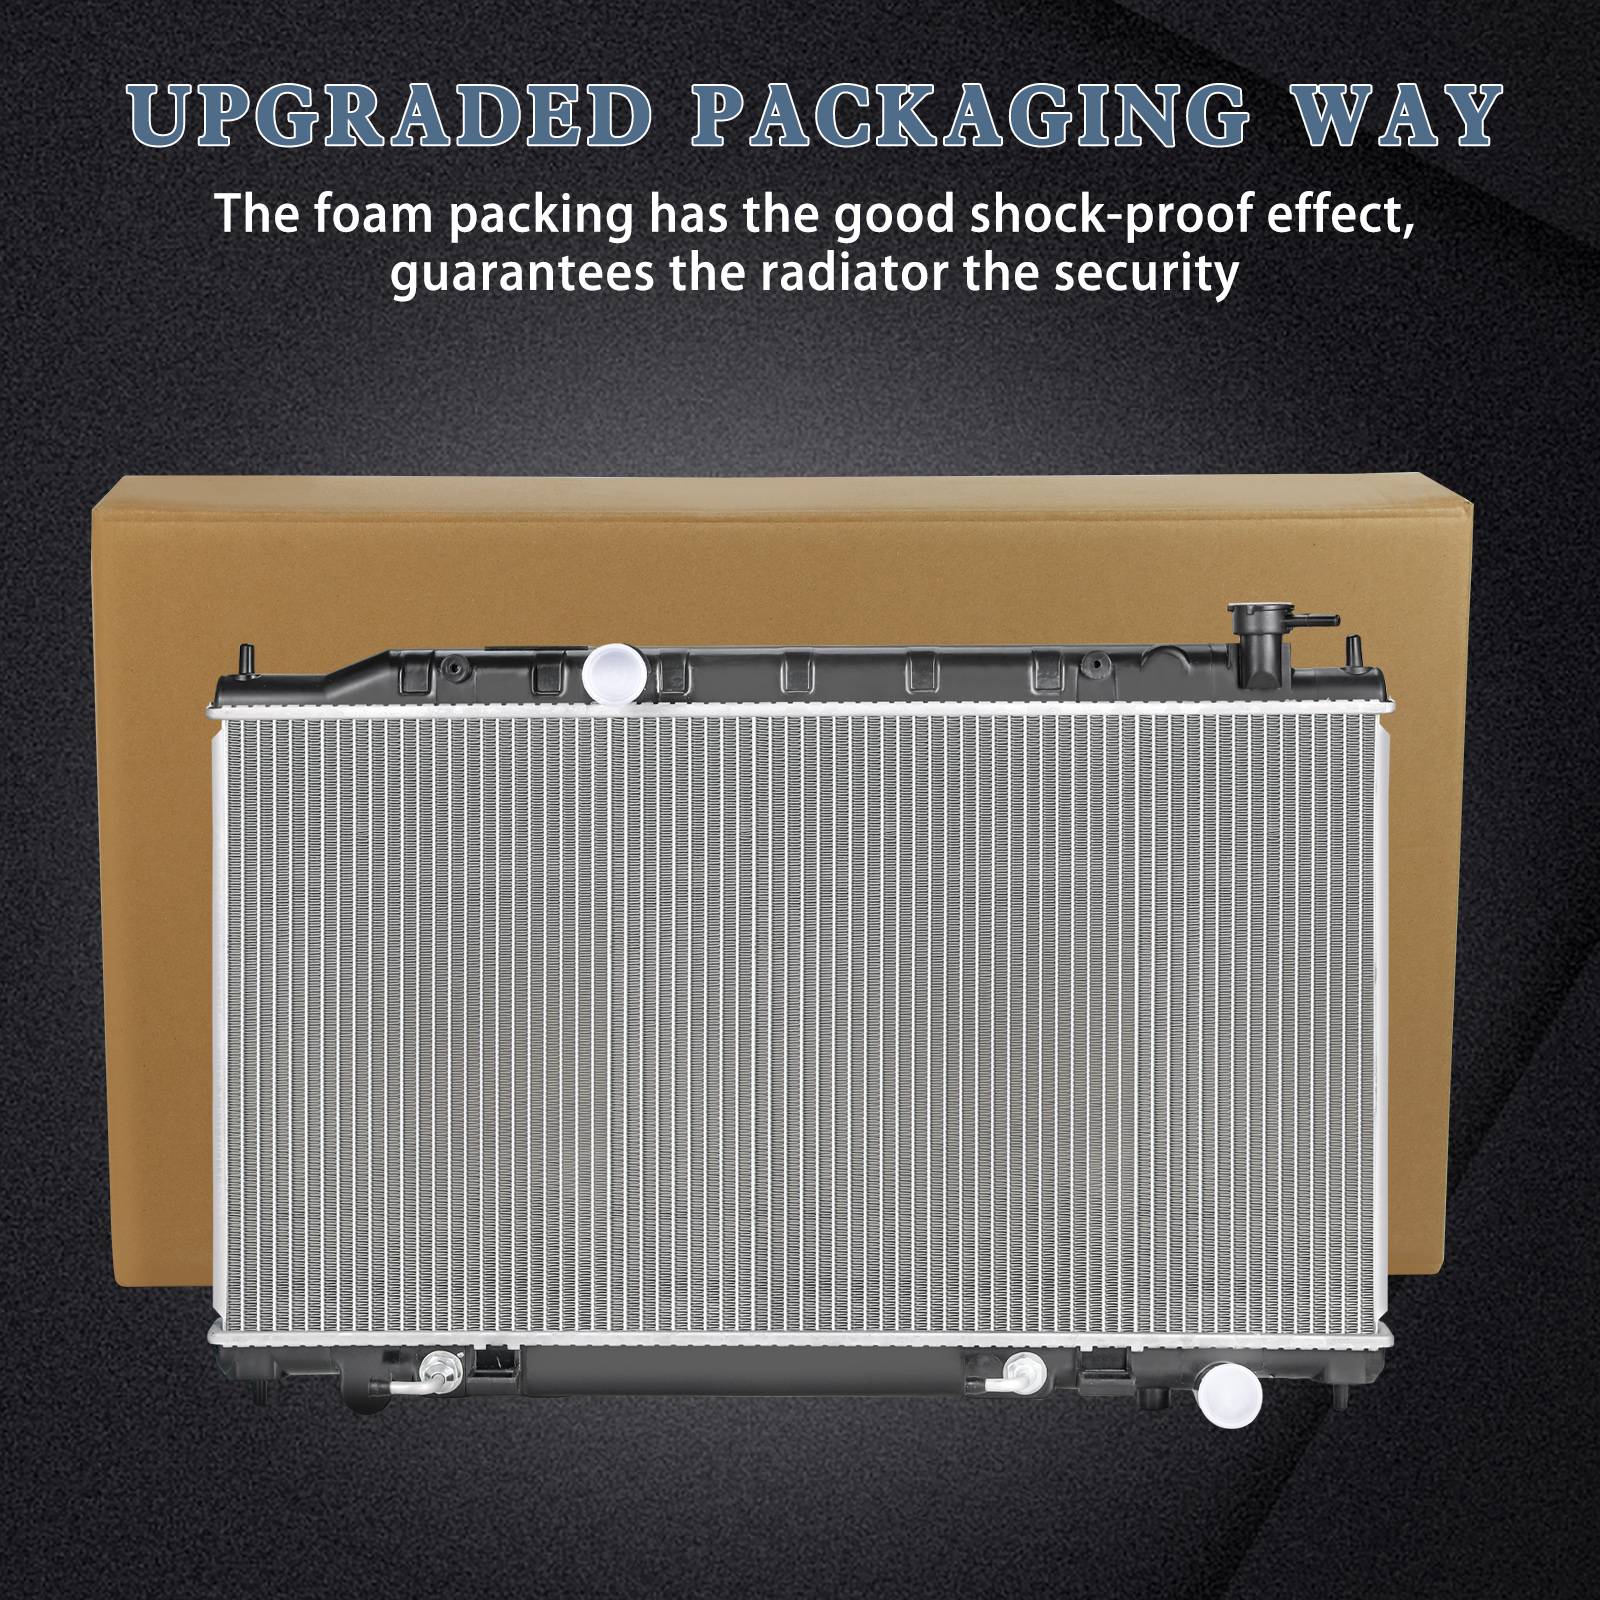 UPGRADED PACKAGING WAY
The foam packing has the good shock-proof effect,
guarantees the radiator the security